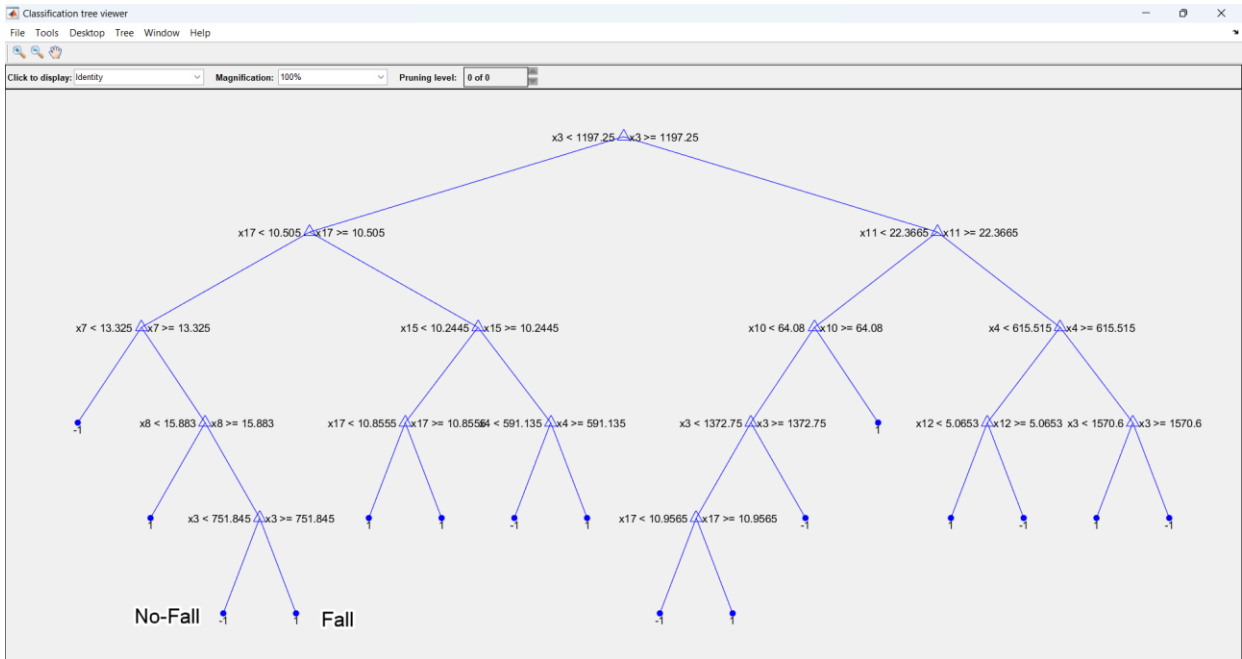 Classification tree viewer
File Tools Desktop Tree Window Help
Click to display: Identity Magnification: 100% Pruning level: 0 of 0
x3 < 1197.25 x3 >= 1197.25
x17 < 10.505 x17 >= 10.505 x11 < 22.3665 x11 >= 22.3665
x7 < 13.325 x7 >= 13.325 x15 < 10.2445 x15 >= 10.2445 x10 < 64.08 x10 >= 64.08 x4 < 615.515 x4 >= 615.515
-1 x8 < 15.883 x8 >= 15.883 x17 < 10.8555 x17 >= 10.8555 x4 < 591.135 x4 >= 591.135 x3 < 1372.75 x3 >= 1372.75 1 x12 < 5.0653 x12 >= 5.0653 x3 < 1570.6 x3 >= 1570.6
1 x3 < 751.845 x3 >= 751.845 1 1 -1 1 x17 < 10.9565 x17 >= 10.9565 -1 1 -1 1 -1
No-Fall -1 1 Fall -1 1